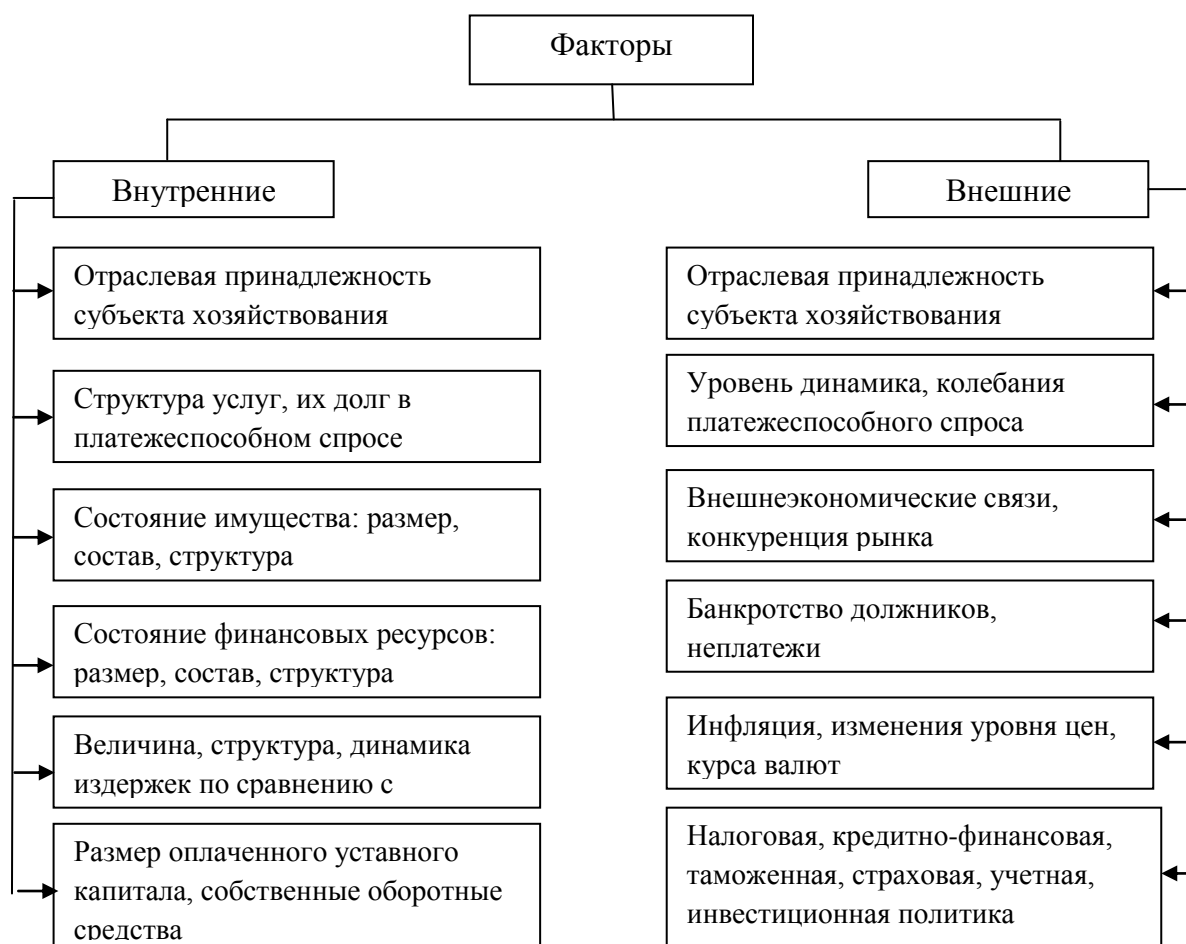 Факторы
Внутренние
Отраслевая принадлежность
субъекта хозяйствования
Структура услуг, их долг в
платежеспособном спросе
Состояние имущества: размер,
состав, структура
Состояние финансовых ресурсов:
размер, состав, структура
Величина, структура, динамика
издержек по сравнению с
Размер оплаченного уставного
капитала, собственные оборотные
средства
Внешние
Отраслевая принадлежность
субъекта хозяйствования
Уровень динамика, колебания
платежеспособного спроса
Внешнеэкономические связи,
конкуренция рынка
Банкротство должников,
неплатежи
Инфляция, изменения уровня цен,
курса валют
Налоговая, кредитно-финансовая,
таможенная, страховая, учетная,
инвестиционная политика